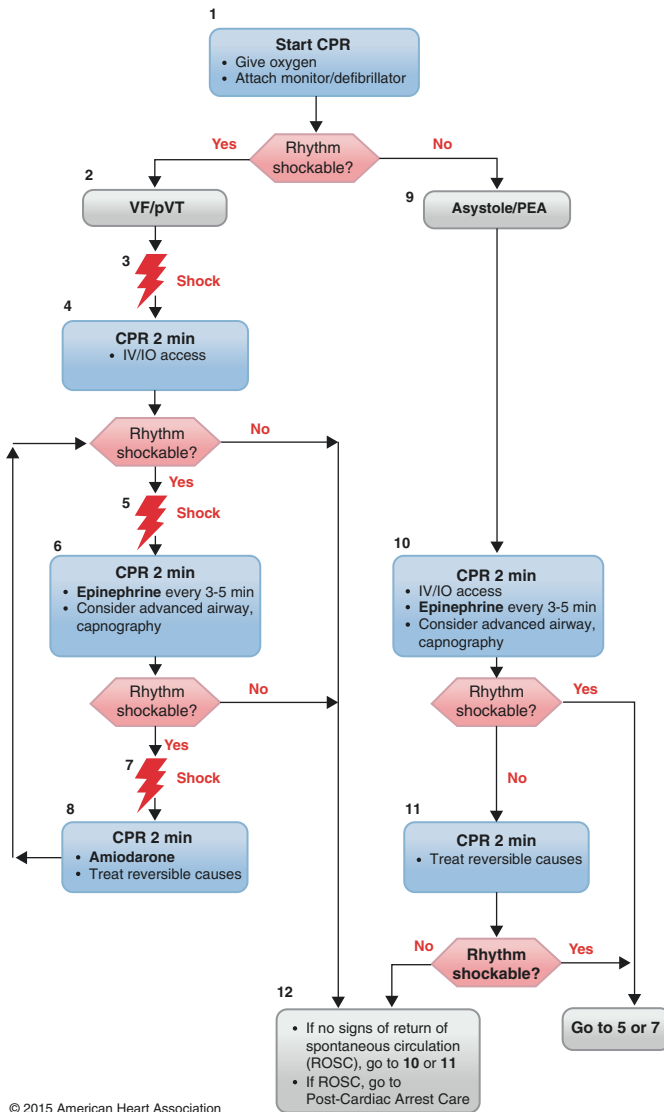 1
Start CPR
• Give oxygen
• Attach monitor/defibrillator
Rhythm
shockable?
Yes
No
2
VF/pVT
9
Asystole/PEA
3
Shock
4
CPR 2 min
• IV/IO access
Rhythm
shockable?
No
Yes
5
Shock
6
CPR 2 min
• Epinephrine every 3-5 min
• Consider advanced airway,
capnography
10
CPR 2 min
• IV/IO access
• Epinephrine every 3-5 min
• Consider advanced airway,
capnography
Rhythm
shockable?
No
Yes
Rhythm
shockable?
Yes
No
7
Shock
8
CPR 2 min
• Amiodarone
• Treat reversible causes
11
CPR 2 min
• Treat reversible causes
Rhythm
shockable?
No
Yes
12
• If no signs of return of
spontaneous circulation
(ROSC), go to 10 or 11
• If ROSC, go to
Post-Cardiac Arrest Care
Go to 5 or 7
© 2015 American Heart Association